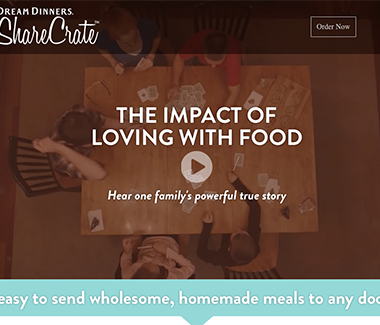 DREAM DINNERS
ShareCrate™
Order Now
THE IMPACT OF
LOVING WITH FOOD
Hear one family's powerful true story
easy to send wholesome, homemade meals to any